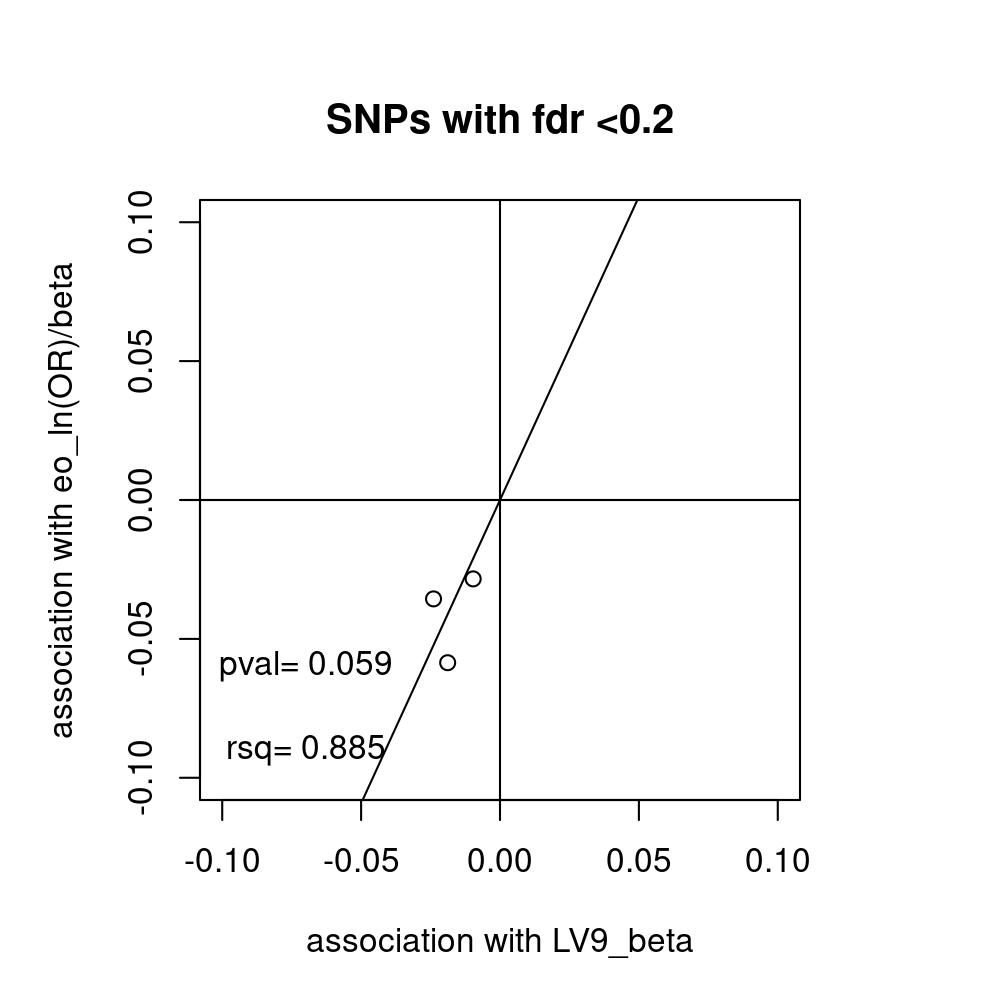 SNPs with fdr <0.2
0.10
0.05
0.00
-0.05
-0.10
association with eo_ln(OR)/beta
pval= 0.059
rsq= 0.885
-0.10 -0.05 0.00 0.05 0.10
association with LV9_beta